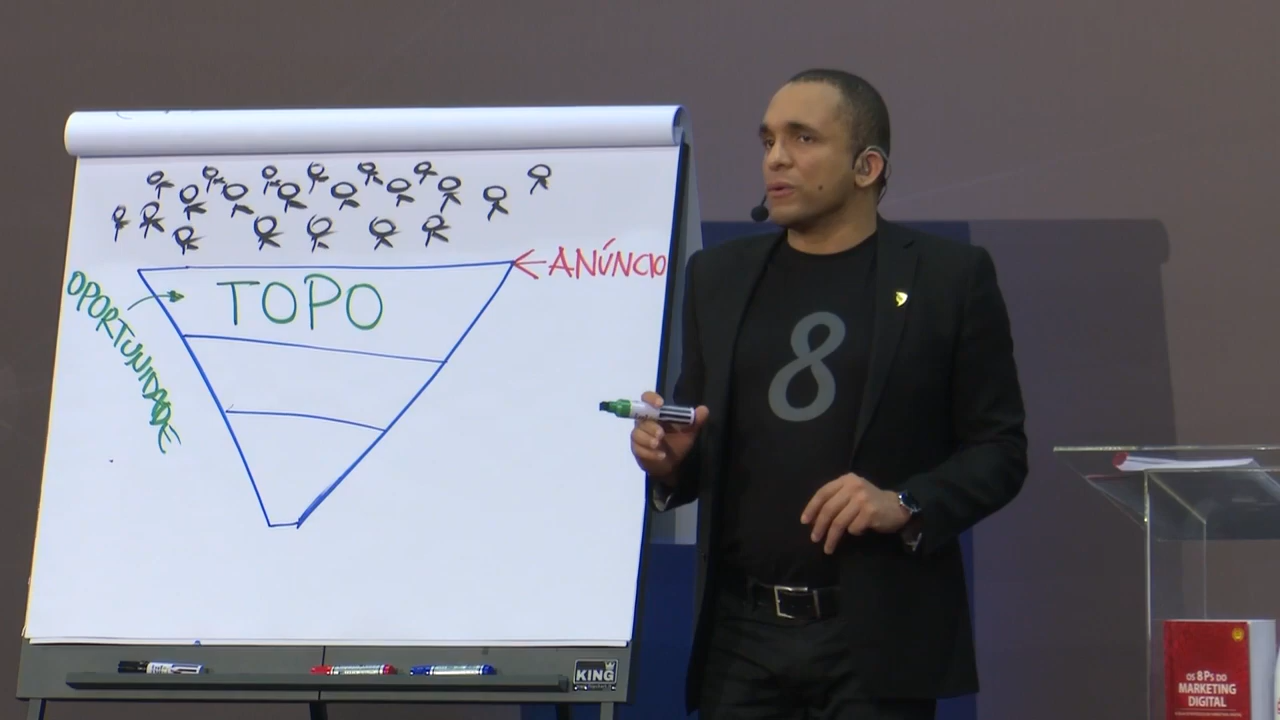 ANÚNCIO
TOPO
OPORTUNIDADE
8
KING
OS 8 Ps DO
MARKETING
DIGITAL